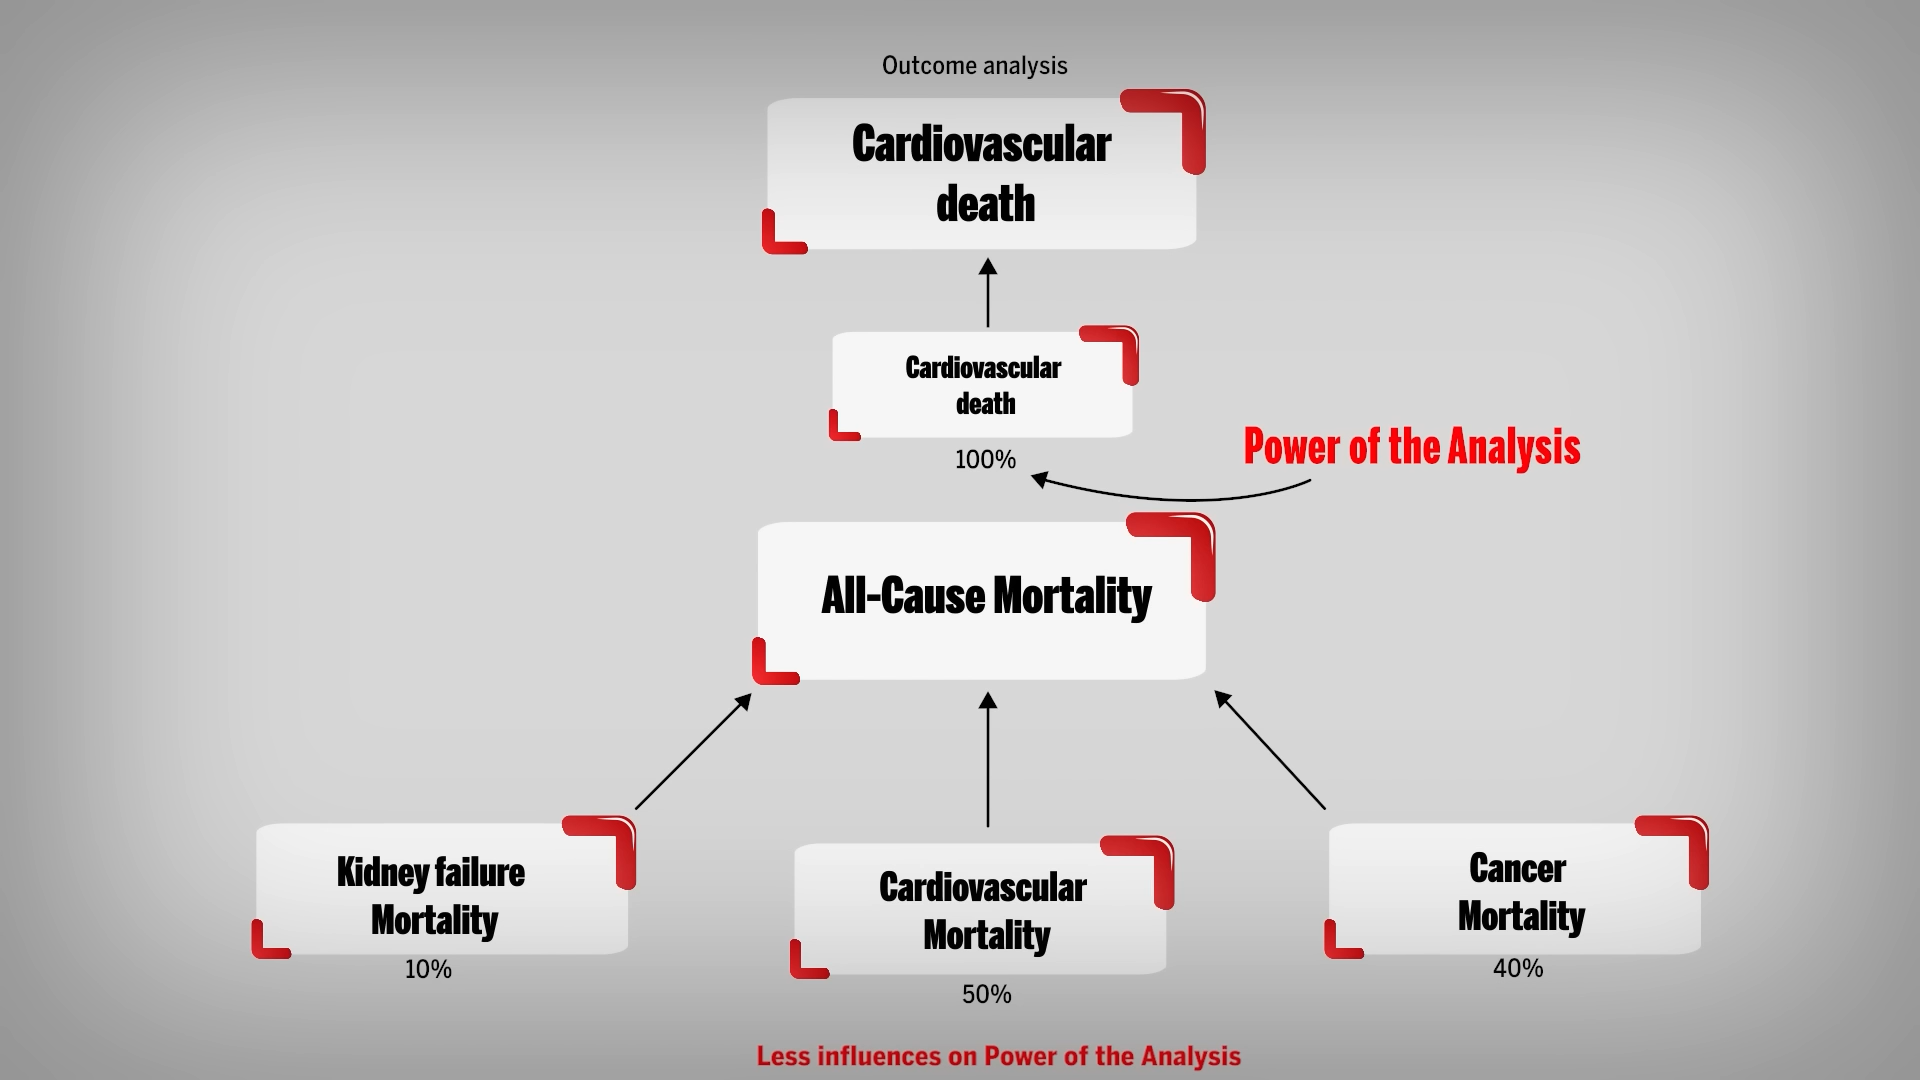 Outcome analysis
Cardiovascular
death
Cardiovascular
death
100%
Power of the Analysis
All-Cause Mortality
Kidney failure
Mortality
10%
Cardiovascular
Mortality
50%
Cancer
Mortality
40%
Less influences on Power of the Analysis